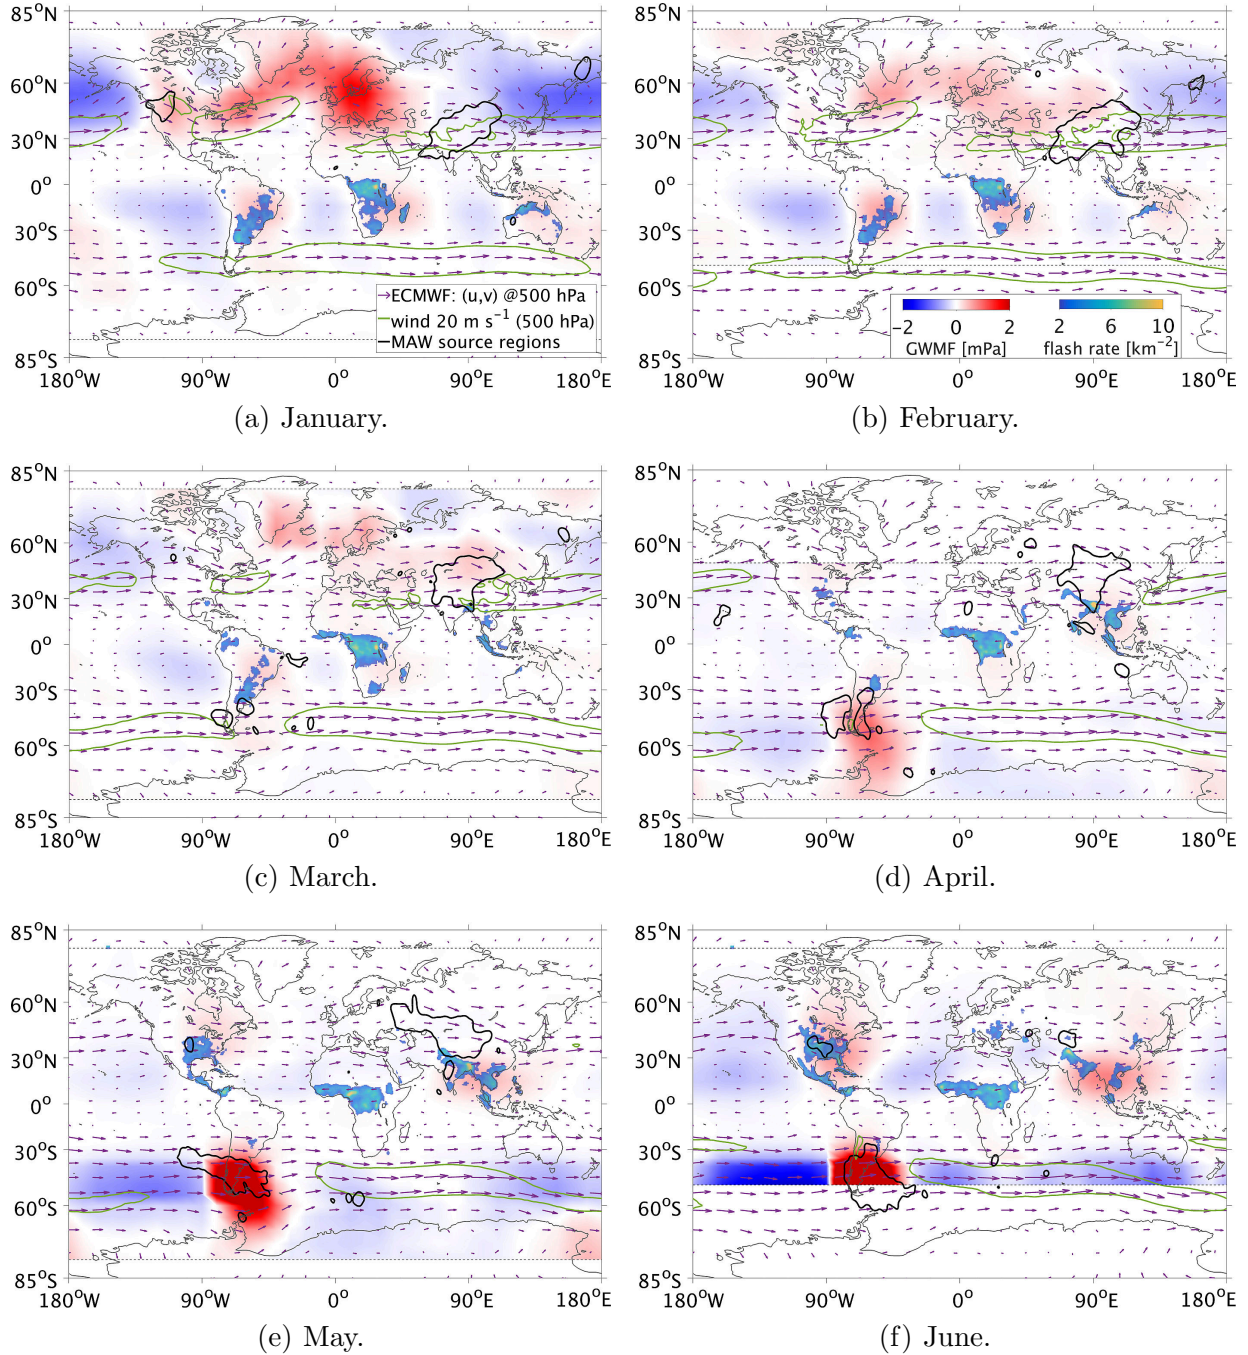 85°N 85°N
60°N 60°N
30°N 30°N
0° 0°
30°S 30°S
60°S 60°S
85°S 85°S
→ECMWF: (u,v) @500 hPa
wind 20 m s⁻¹ (500 hPa)
MAW source regions
−2 0 2 2 6 10
GWMF [mPa] flash rate [km⁻²]
180°W 90°W 0° 90°E 180°E 180°W 90°W 0° 90°E 180°E
(a) January. (b) February.
85°N 85°N
60°N 60°N
30°N 30°N
0° 0°
30°S 30°S
60°S 60°S
85°S 85°S
180°W 90°W 0° 90°E 180°E 180°W 90°W 0° 90°E 180°E
(c) March. (d) April.
85°N 85°N
60°N 60°N
30°N 30°N
0° 0°
30°S 30°S
60°S 60°S
85°S 85°S
180°W 90°W 0° 90°E 180°E 180°W 90°W 0° 90°E 180°E
(e) May. (f) June.